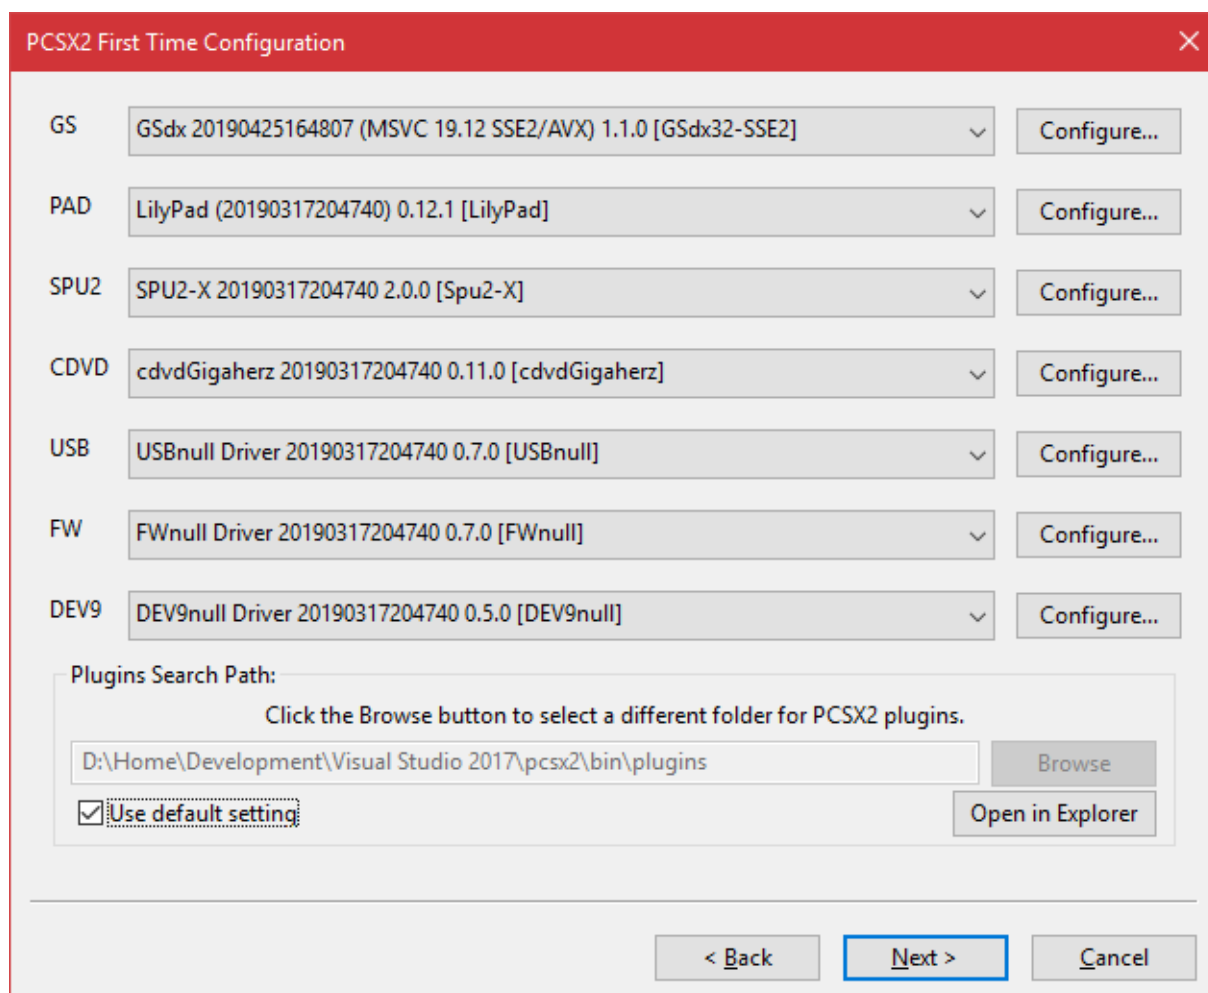 PCSX2 First Time Configuration
GS GSdx 20190425164807 (MSVC 19.12 SSE2/AVX) 1.1.0 [GSdx32-SSE2] Configure...
PAD LilyPad (20190317204740) 0.12.1 [LilyPad] Configure...
SPU2 SPU2-X 20190317204740 2.0.0 [Spu2-X] Configure...
CDVD cdvdGigaherz 20190317204740 0.11.0 [cdvdGigaherz] Configure...
USB USBnull Driver 20190317204740 0.7.0 [USBnull] Configure...
FW FWnull Driver 20190317204740 0.7.0 [FWnull] Configure...
DEV9 DEV9null Driver 20190317204740 0.5.0 [DEV9null] Configure...
Plugins Search Path:
Click the Browse button to select a different folder for PCSX2 plugins.
D:\Home\Development\Visual Studio 2017\pcsx2\bin\plugins Browse
Use default setting Open in Explorer
< Back Next > Cancel